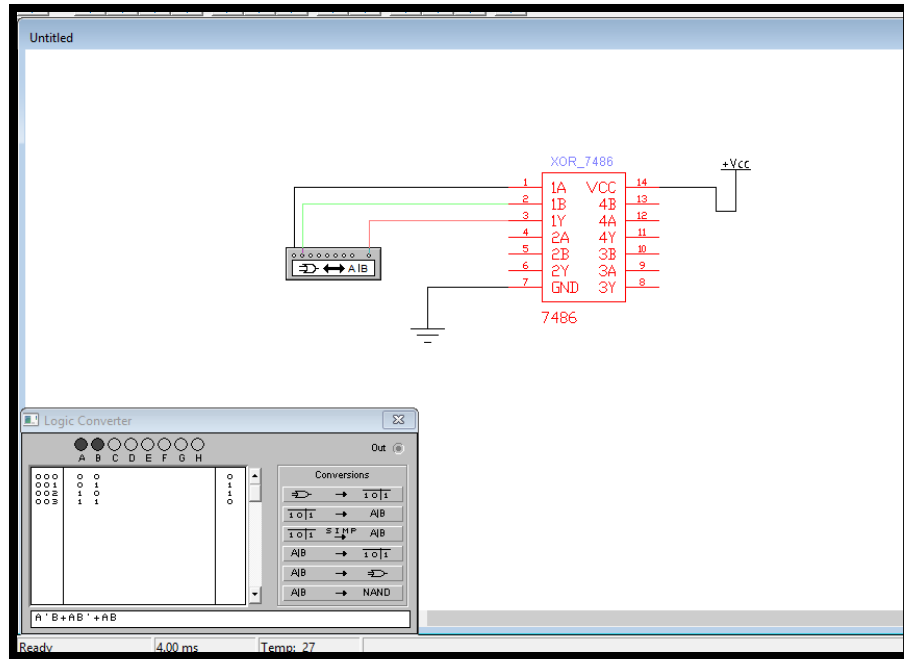 Untitled
XOR_7486
+Vcc
1 1A VCC 14
2 1B 4B 13
3 1Y 4A 12
4 2A 4Y 11
5 2B 3B 10
6 2Y 3A 9
7 GND 3Y 8
A|B
7486
Logic Converter
Out
A B C D E F G H
Conversions
000 0 0 0
001 0 1 1
002 1 0 1
003 1 1 0
→ 1 0|1
1 0|1 → A|B
1 0|1 SIMP → A|B
A|B → 1 0|1
A|B →
A|B → NAND
A'B+AB'+AB
Ready 4.00 ms Temp: 27